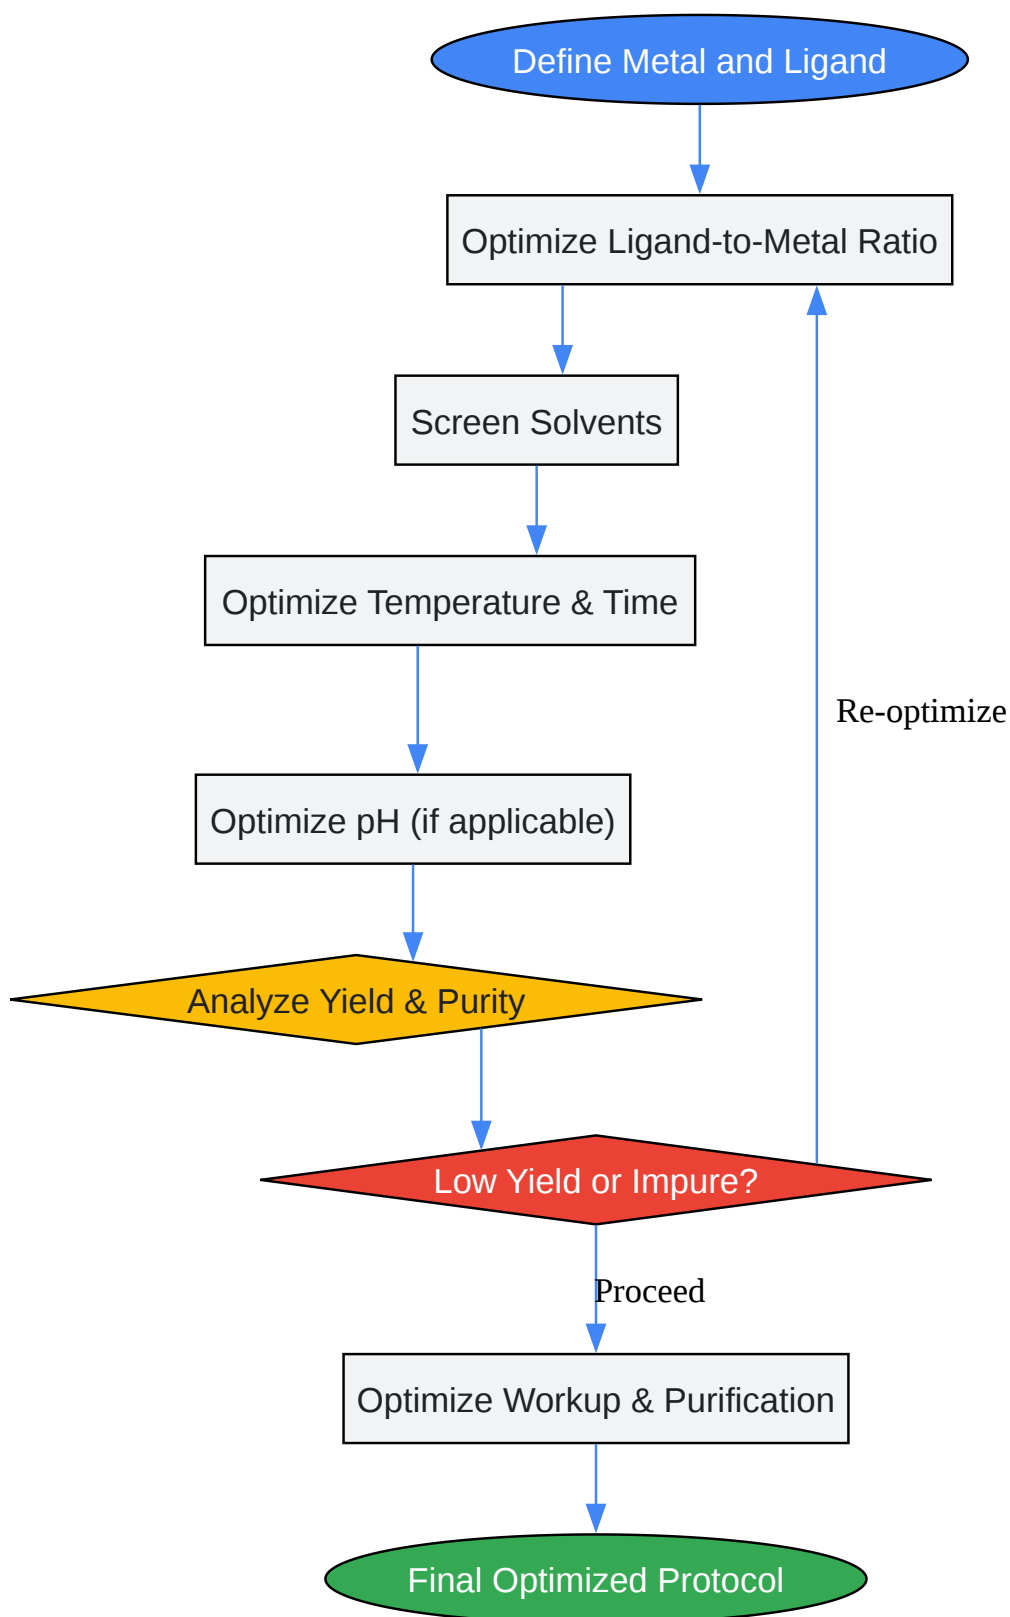 Define Metal and Ligand
Optimize Ligand-to-Metal Ratio
Screen Solvents
Optimize Temperature & Time
Re-optimize
Optimize pH (if applicable)
Analyze Yield & Purity
Low Yield or Impure?
Proceed
Optimize Workup & Purification
Final Optimized Protocol